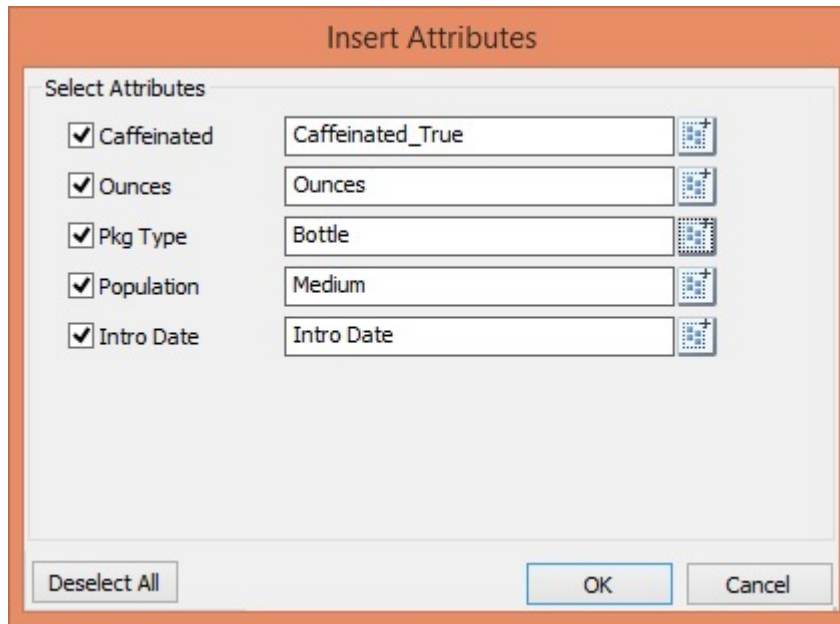 Insert Attributes
Select Attributes
Caffeinated Caffeinated_True
Ounces Ounces
Pkg Type Bottle
Population Medium
Intro Date Intro Date
Deselect All OK Cancel